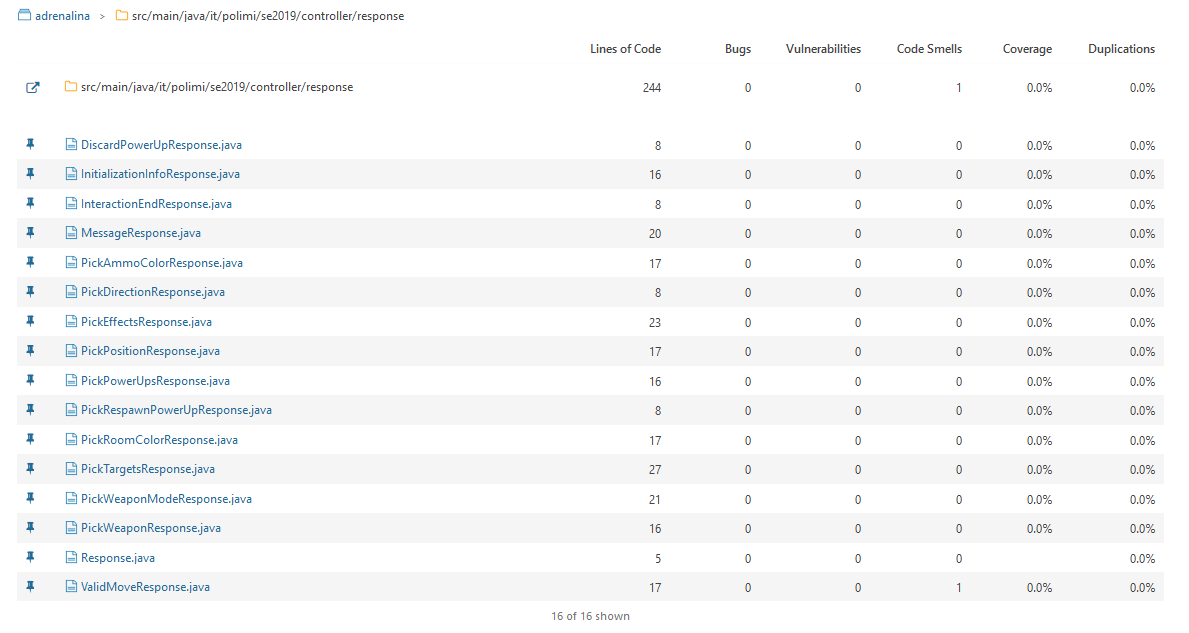 adrenalina > src/main/java/it/polimi/se2019/controller/response
Lines of Code Bugs Vulnerabilities Code Smells Coverage Duplications
src/main/java/it/polimi/se2019/controller/response 244 0 0 1 0.0% 0.0%
DiscardPowerUpResponse.java 8 0 0 0 0.0% 0.0%
InitializationInfoResponse.java 16 0 0 0 0.0% 0.0%
InteractionEndResponse.java 8 0 0 0 0.0% 0.0%
MessageResponse.java 20 0 0 0 0.0% 0.0%
PickAmmoColorResponse.java 17 0 0 0 0.0% 0.0%
PickDirectionResponse.java 8 0 0 0 0.0% 0.0%
PickEffectsResponse.java 23 0 0 0 0.0% 0.0%
PickPositionResponse.java 17 0 0 0 0.0% 0.0%
PickPowerUpsResponse.java 16 0 0 0 0.0% 0.0%
PickRespawnPowerUpResponse.java 8 0 0 0 0.0% 0.0%
PickRoomColorResponse.java 17 0 0 0 0.0% 0.0%
PickTargetsResponse.java 27 0 0 0 0.0% 0.0%
PickWeaponModeResponse.java 21 0 0 0 0.0% 0.0%
PickWeaponResponse.java 16 0 0 0 0.0% 0.0%
Response.java 5 0 0 0 0.0%
ValidMoveResponse.java 17 0 0 1 0.0% 0.0%
16 of 16 shown